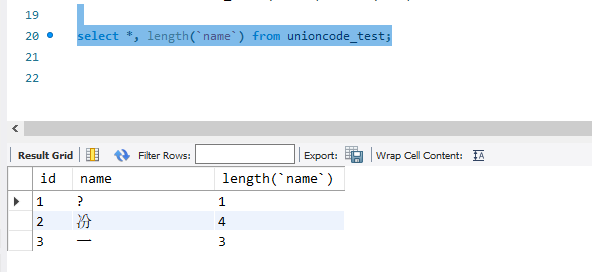 19
20 select *, length(`name`) from unioncode_test;
21
22
Result Grid Filter Rows: Export: Wrap Cell Content:
id name length(`name`)
1 ? 1
2 4
3 一 3